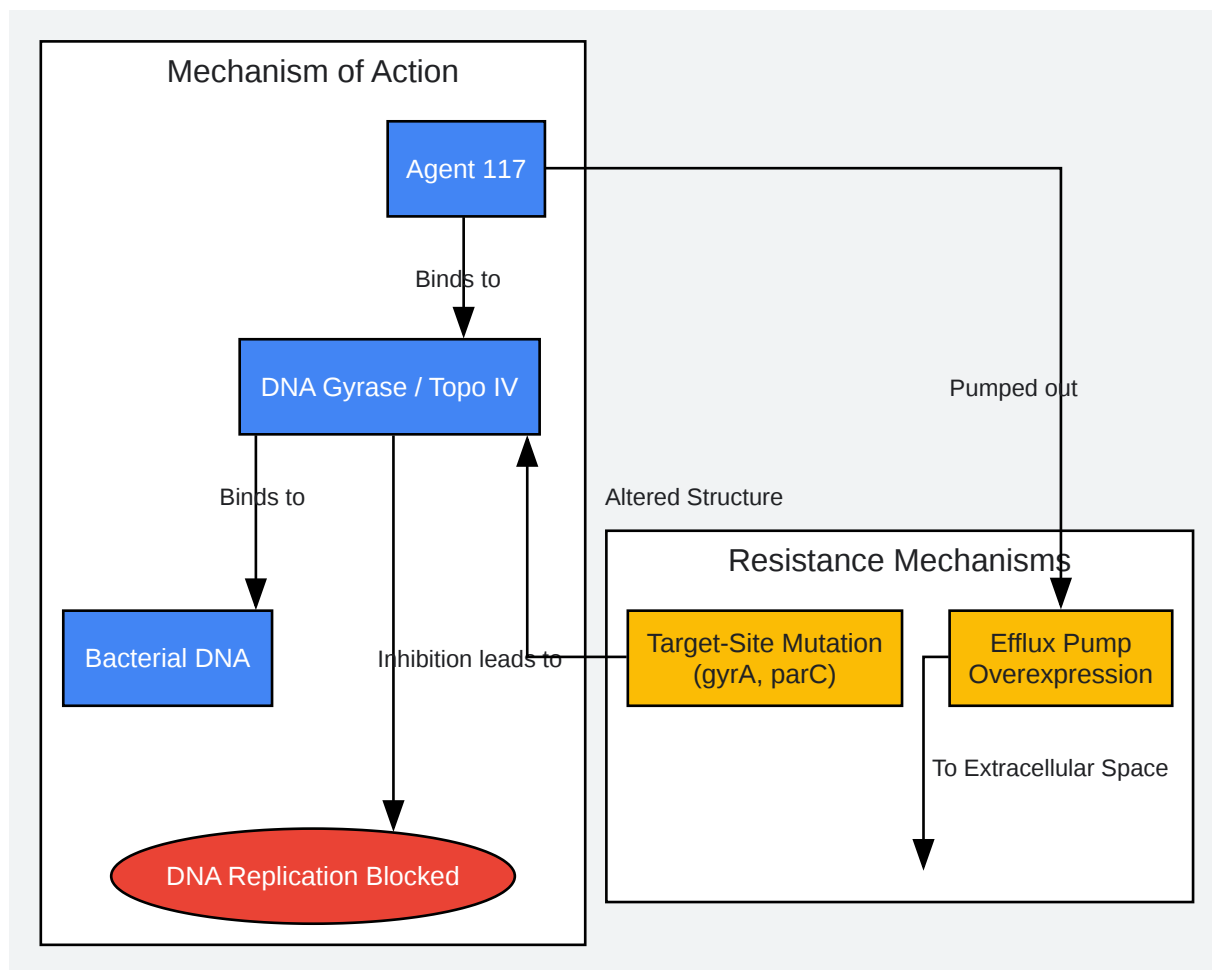 Mechanism of Action
Agent 117
Binds to
DNA Gyrase / Topo IV
Pumped out
Binds to
Altered Structure
Resistance Mechanisms
Bacterial DNA
Inhibition leads to
Target-Site Mutation
(gyrA, parC)
Efflux Pump
Overexpression
To Extracellular Space
DNA Replication Blocked